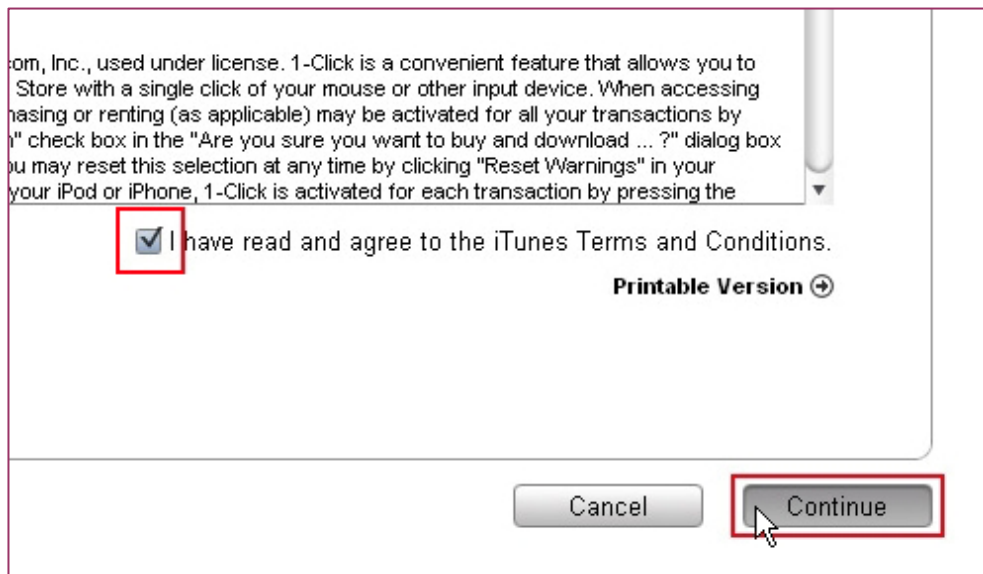 com, Inc., used under license. 1-Click is a convenient feature that allows you to
Store with a single click of your mouse or other input device. When accessing
hasing or renting (as applicable) may be activated for all your transactions by
" check box in the "Are you sure you want to buy and download ... ?" dialog box
ou may reset this selection at any time by clicking "Reset Warnings" in your
your iPod or iPhone, 1-Click is activated for each transaction by pressing the
I have read and agree to the iTunes Terms and Conditions.
Printable Version
Cancel
Continue